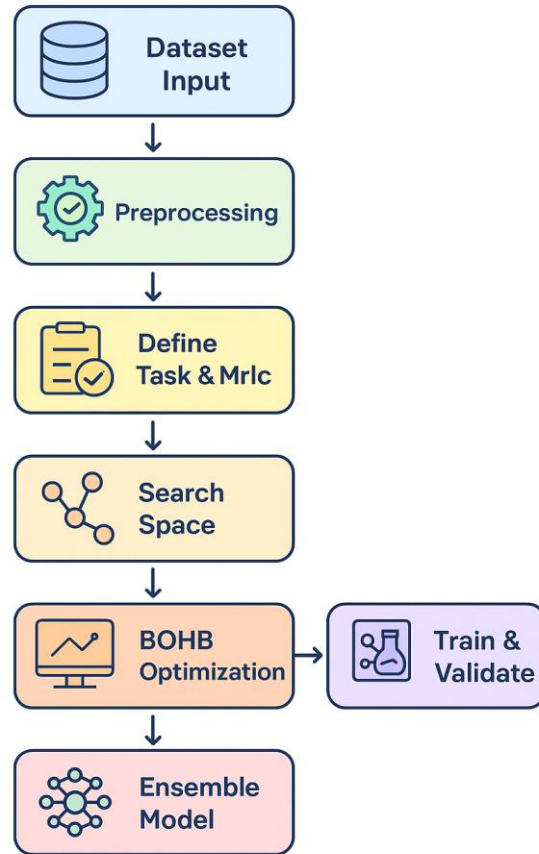 Dataset
Input
Preprocessing
Define
Task & Mrlc
Search
Space
BOHB
Optimization
Train &
Validate
Ensemble
Model